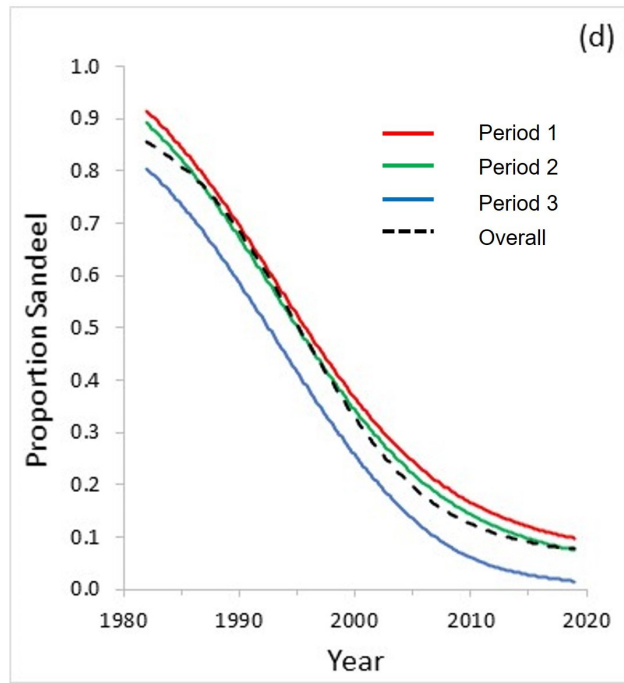 (d)
1.0
0.9
0.8
0.7
0.6
0.5
0.4
0.3
0.2
0.1
0.0
Proportion Sandeel
Period 1
Period 2
Period 3
Overall
1980 1990 2000 2010 2020
Year